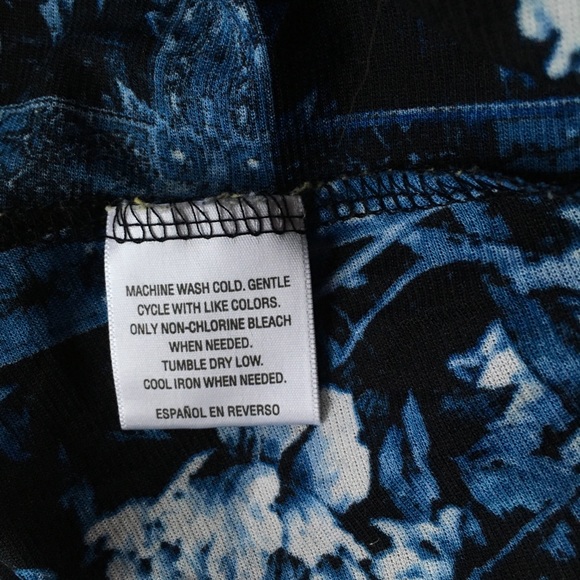 MACHINE WASH COLD. GENTLE
CYCLE WITH LIKE COLORS.
ONLY NON-CHLORINE BLEACH
WHEN NEEDED.
TUMBLE DRY LOW.
COOL IRON WHEN NEEDED.
ESPAÑOL EN REVERSO